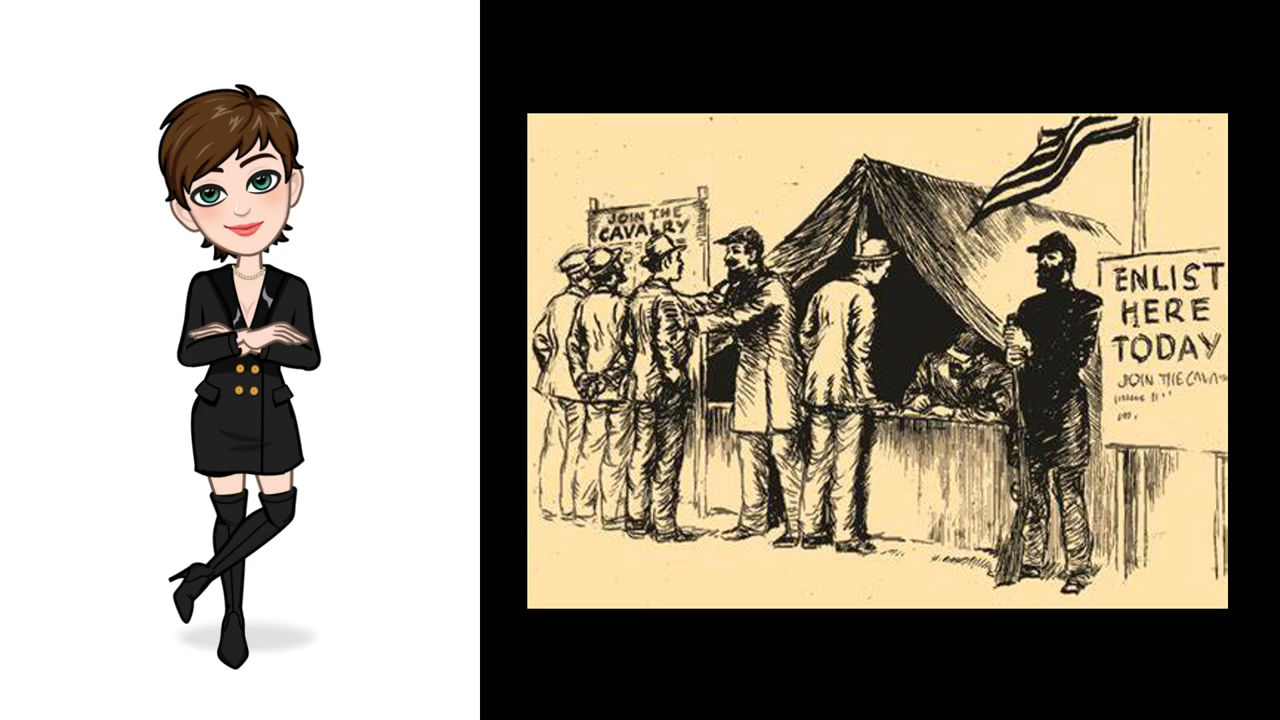 JOIN THE
CAVALRY
ENLIST
HERE
TODAY
JOIN THE